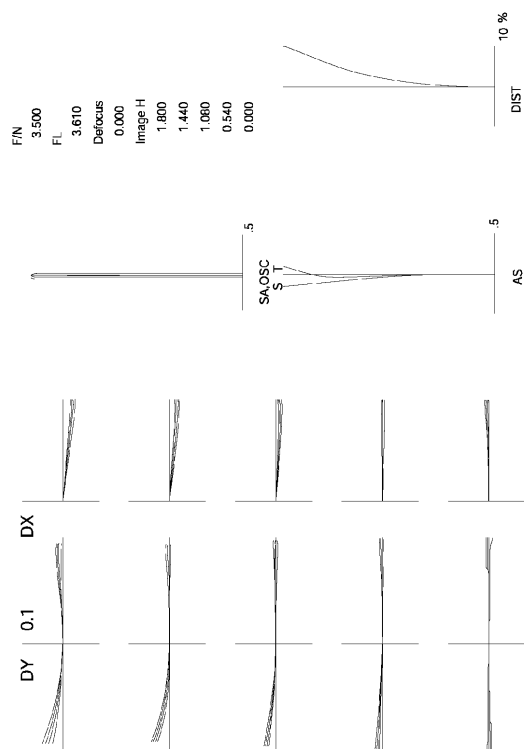 F/N
3.500
FL
3.610
Defocus
0.000
Image H
1.800
1.440
1.080
0.540
0.000
10 %
DIST
.5
SA,OSC
S T
.5
AS
DX
DY 0.1